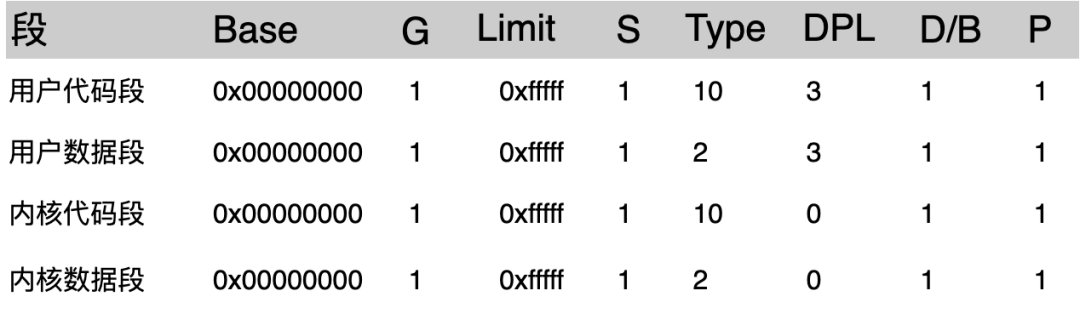 段 Base G Limit S Type DPL D/B P
用户代码段 0x00000000 1 0xfffff 1 10 3 1 1
用户数据段 0x00000000 1 0xfffff 1 2 3 1 1
内核代码段 0x00000000 1 0xfffff 1 10 0 1 1
内核数据段 0x00000000 1 0xfffff 1 2 0 1 1